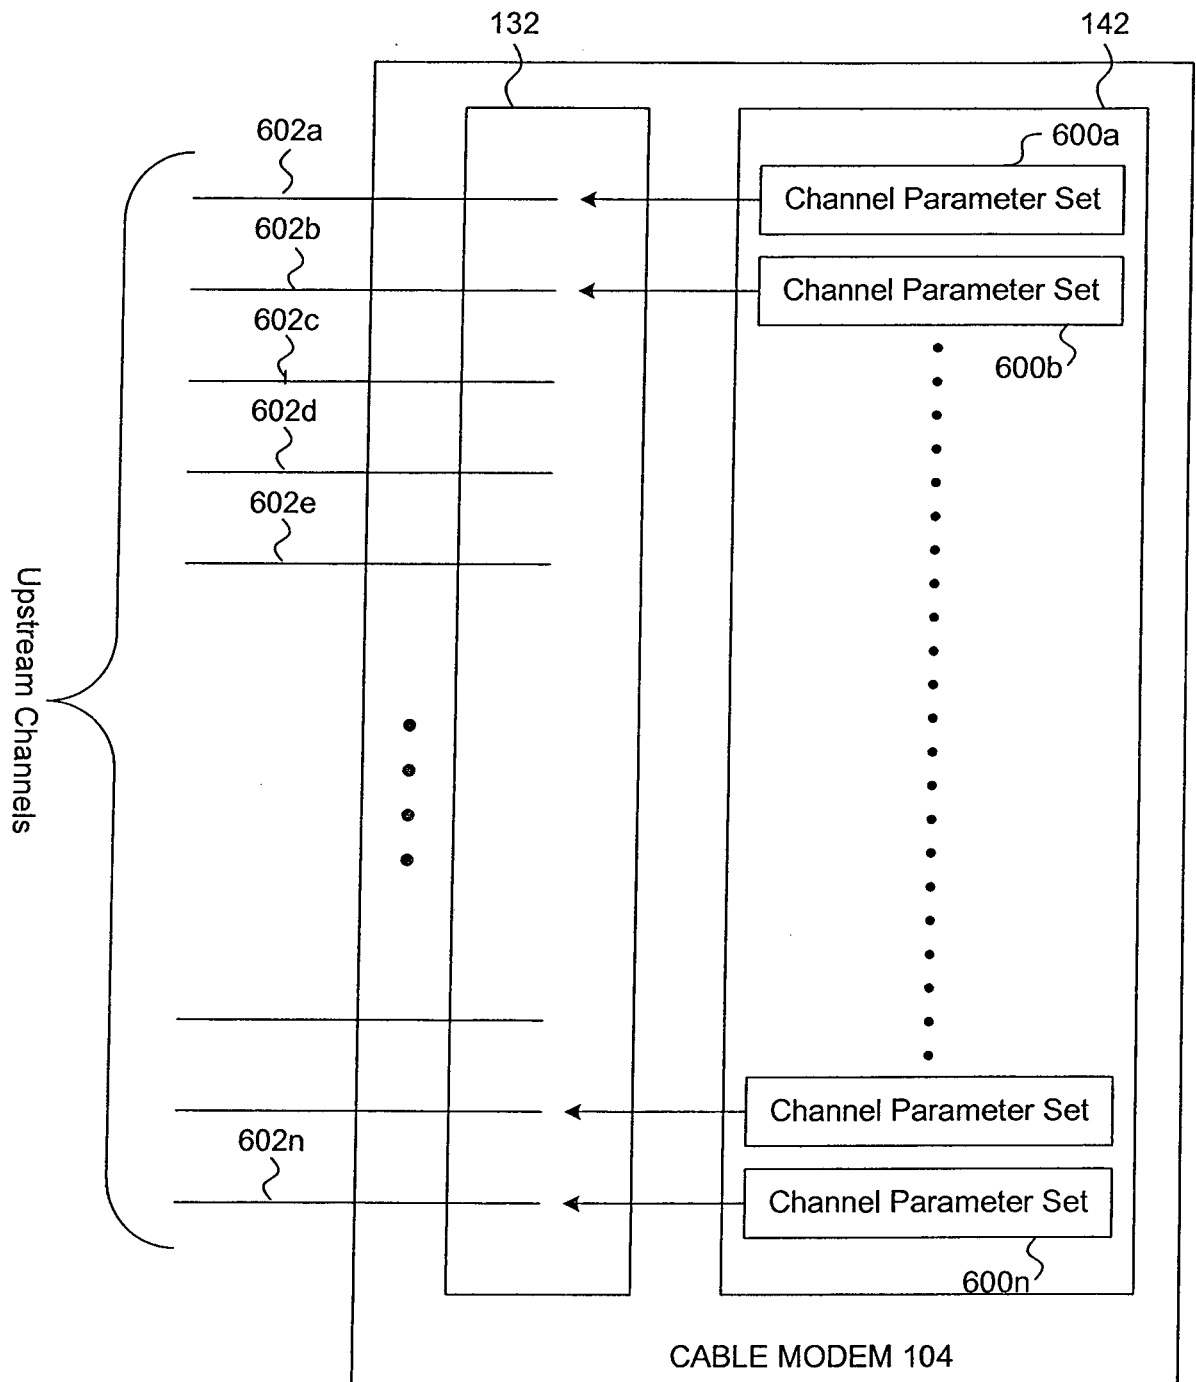 132
142
602a
600a
Channel Parameter Set
602b
Channel Parameter Set
602c
600b
602d
602e
Upstream Channels
Channel Parameter Set
602n
Channel Parameter Set
600n
CABLE MODEM 104